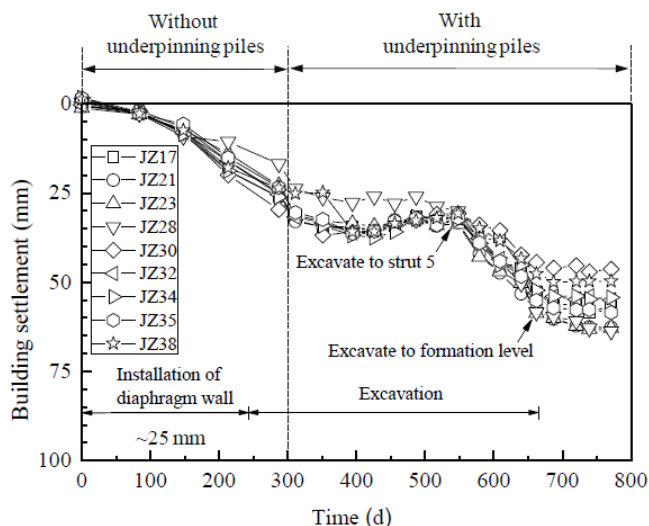 Without
underpinning piles
With
underpinning piles
0
25
50
75
100
Building settlement (mm)
JZ17
JZ21
JZ23
JZ28
JZ30
JZ32
JZ34
JZ35
JZ38
Excavate to strut 5
Excavate to formation level
Installation of
diaphragm wall
Excavation
~25 mm
0 100 200 300 400 500 600 700 800
Time (d)